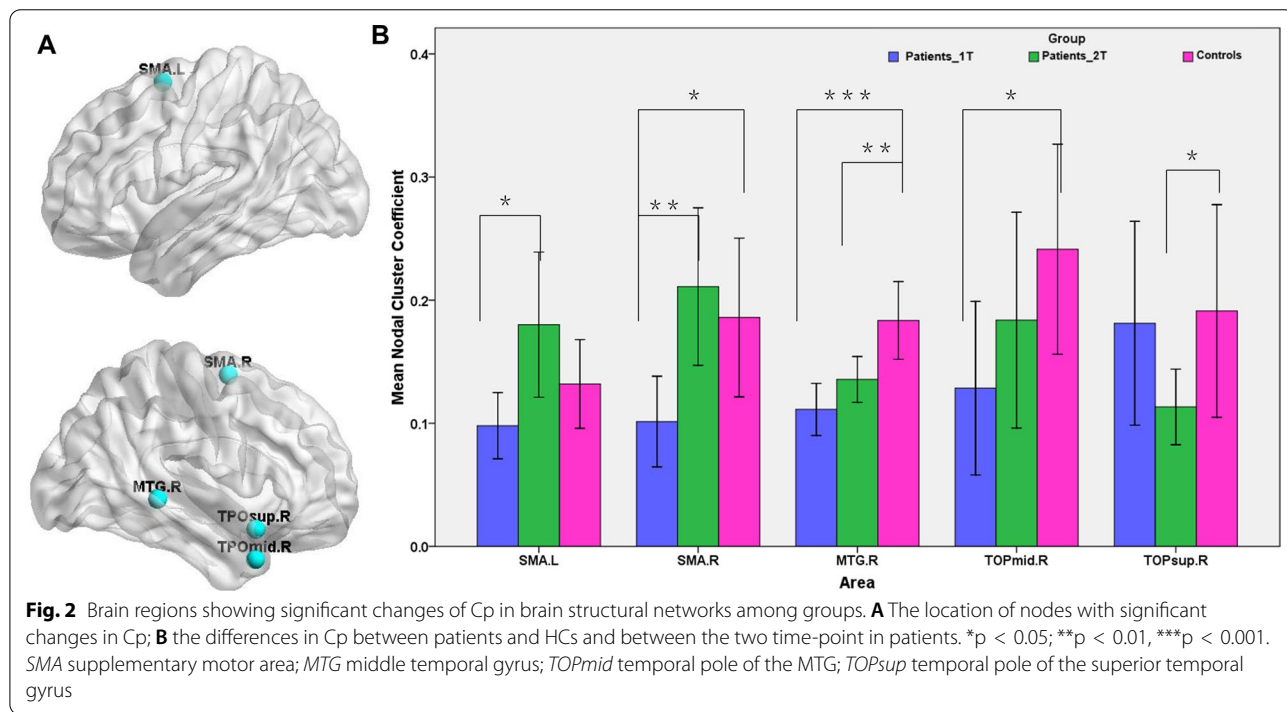 A
SMA.L
SMA.R
MTG.R
TPOsup.R
TPOmid.R
B
Group
Patients_1T
Patients_2T
Controls
Mean Nodal Cluster Coefficient
0.4
0.3
0.2
0.1
0.0
*
* *
*
* * *
* *
*
*
SMA.L
SMA.R
MTG.R
TOPmid.R
TOPsup.R
Area
Fig. 2 Brain regions showing significant changes of Cp in brain structural networks among groups. A The location of nodes with significant
changes in Cp; B the differences in Cp between patients and HCs and between the two time-point in patients. *p < 0.05; **p < 0.01, ***p < 0.001.
SMA supplementary motor area; MTG middle temporal gyrus; TOPmid temporal pole of the MTG; TOPsup temporal pole of the superior temporal
gyrus